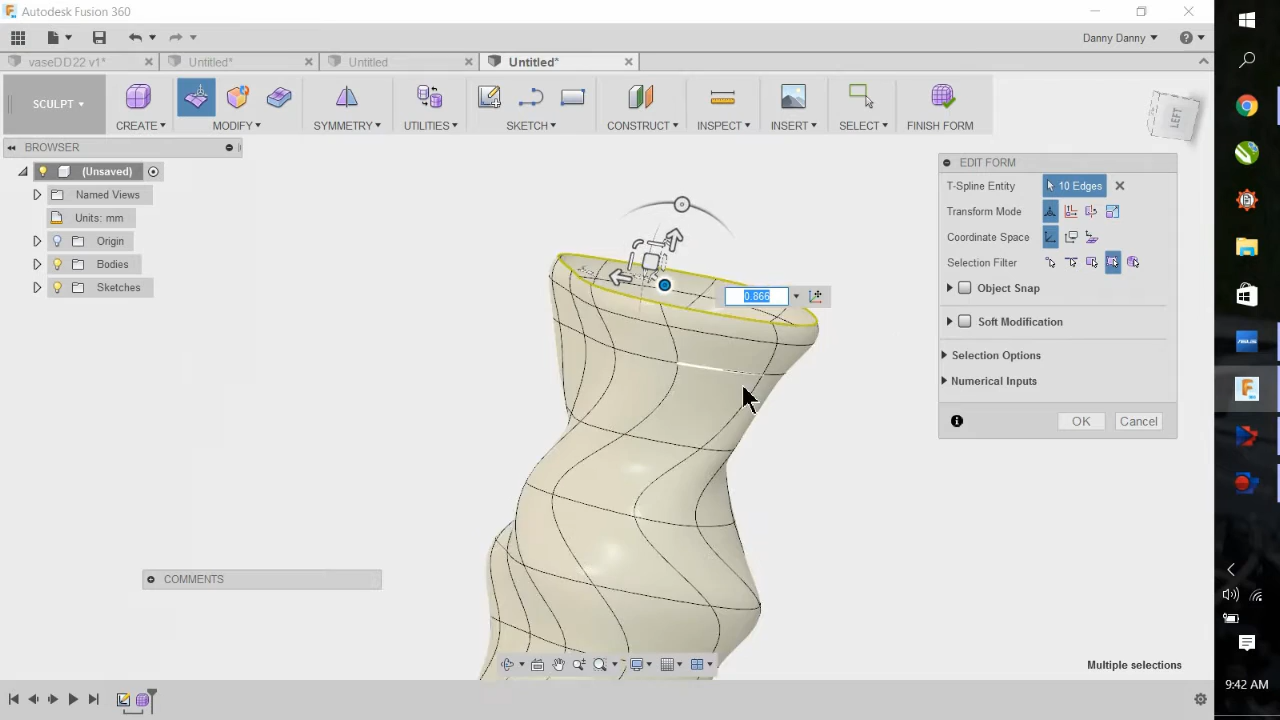 Autodesk Fusion 360
Danny Danny
vaseDD22 v1*
Untitled*
Untitled
Untitled*
SCULPT
CREATE
MODIFY
SYMMETRY
UTILITIES
SKETCH
CONSTRUCT
INSPECT
INSERT
SELECT
FINISH FORM
LEFT
BROWSER
(Unsaved)
Named Views
Units: mm
Origin
Bodies
Sketches
EDIT FORM
T-Spline Entity
10 Edges
Transform Mode
Coordinate Space
Selection Filter
Object Snap
Soft Modification
Selection Options
Numerical Inputs
OK
Cancel
0.866
COMMENTS
Multiple selections
9:42 AM